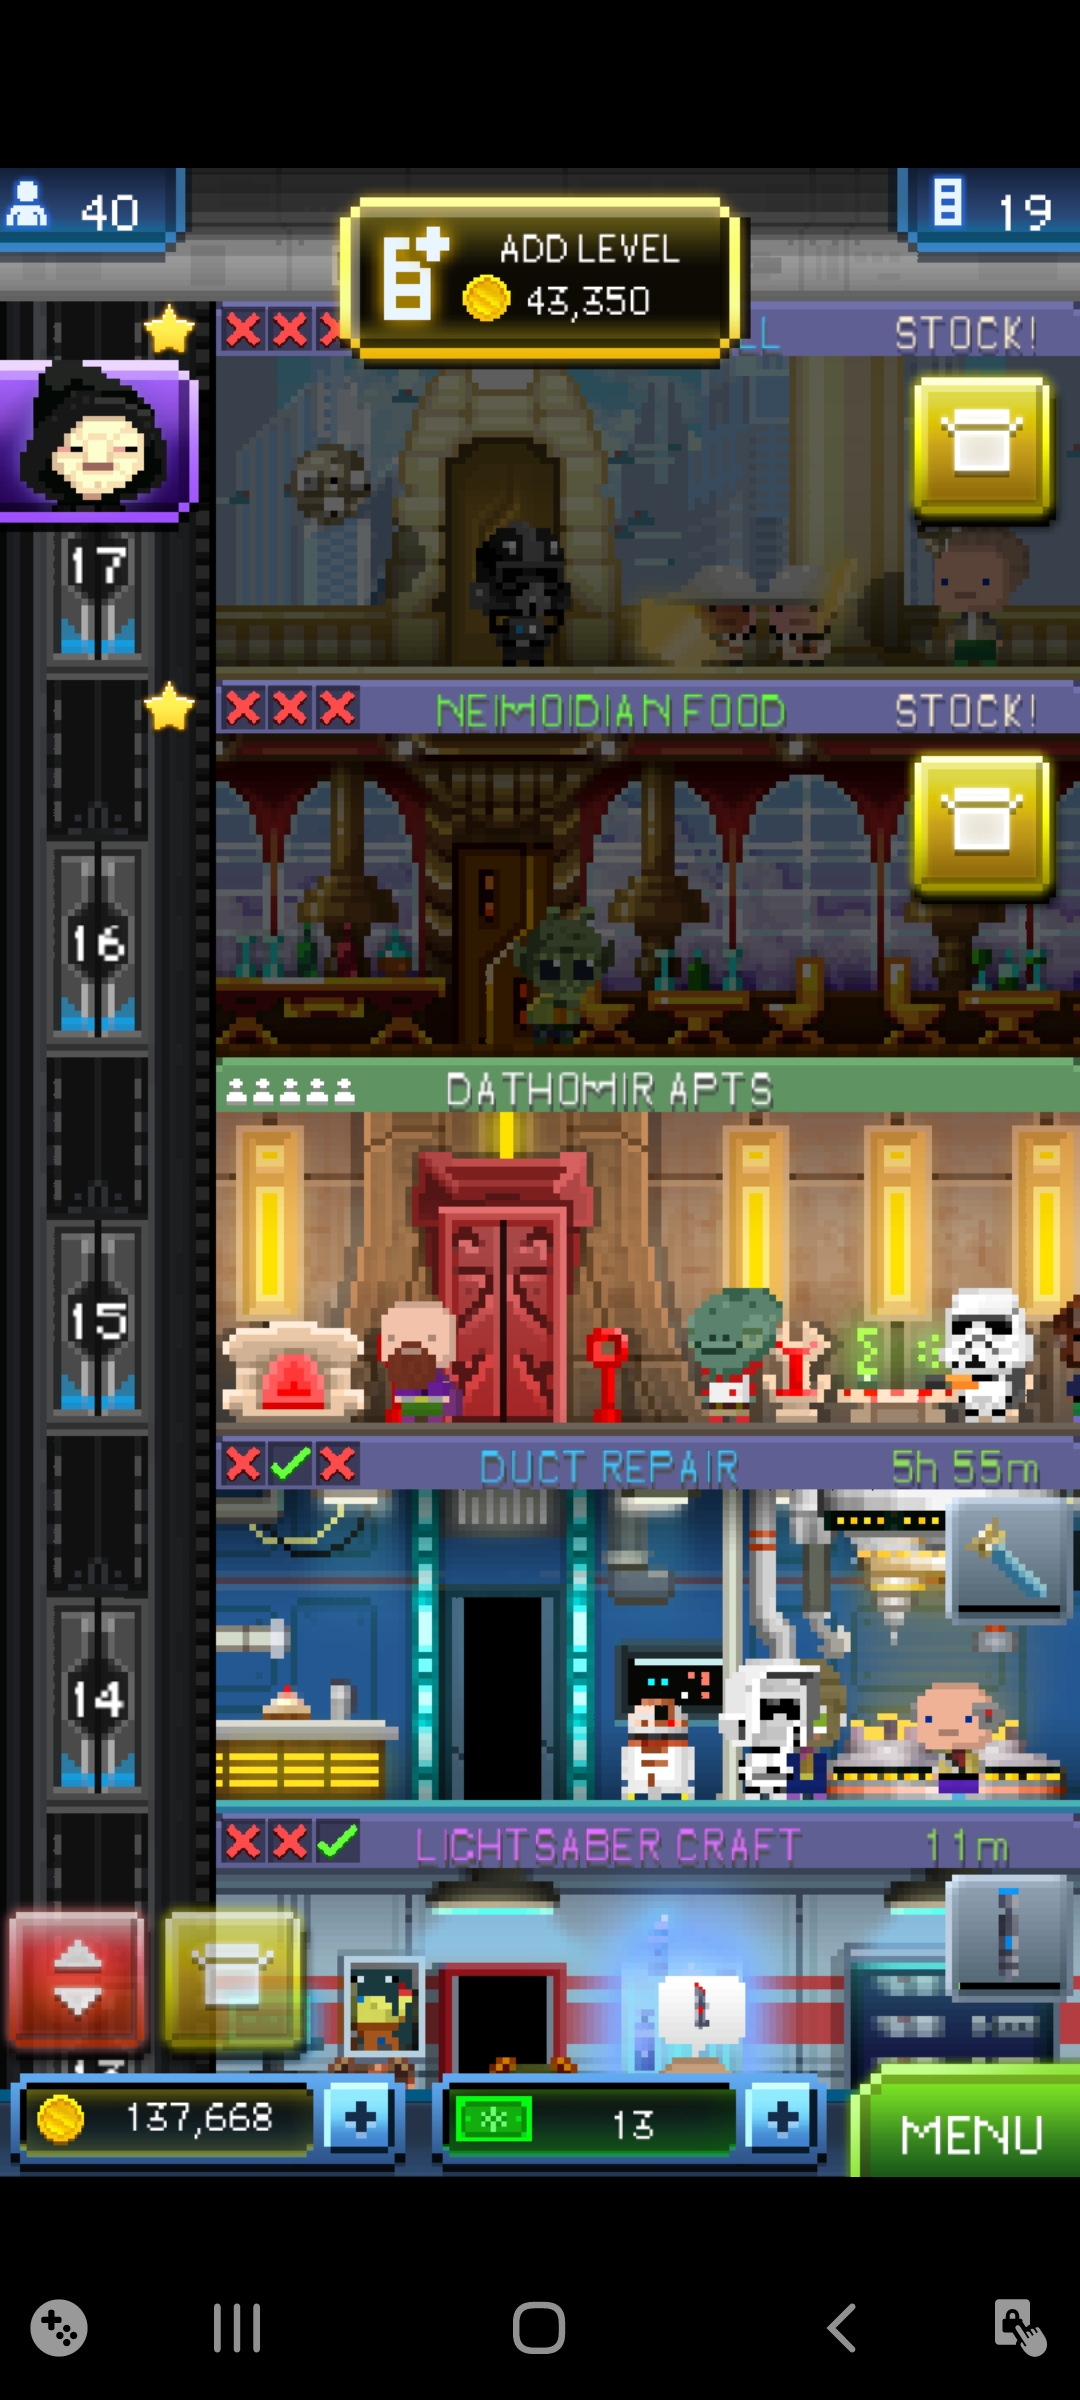 40
ADD LEVEL
43,350
19
LL STOCK!
17
NEIMOIDIAN FOOD STOCK!
16
DATHOMIR APTS
15
DUCT REPAIR 5h 55m
14
LIGHTSABER CRAFT 11m
137,668
13
MENU